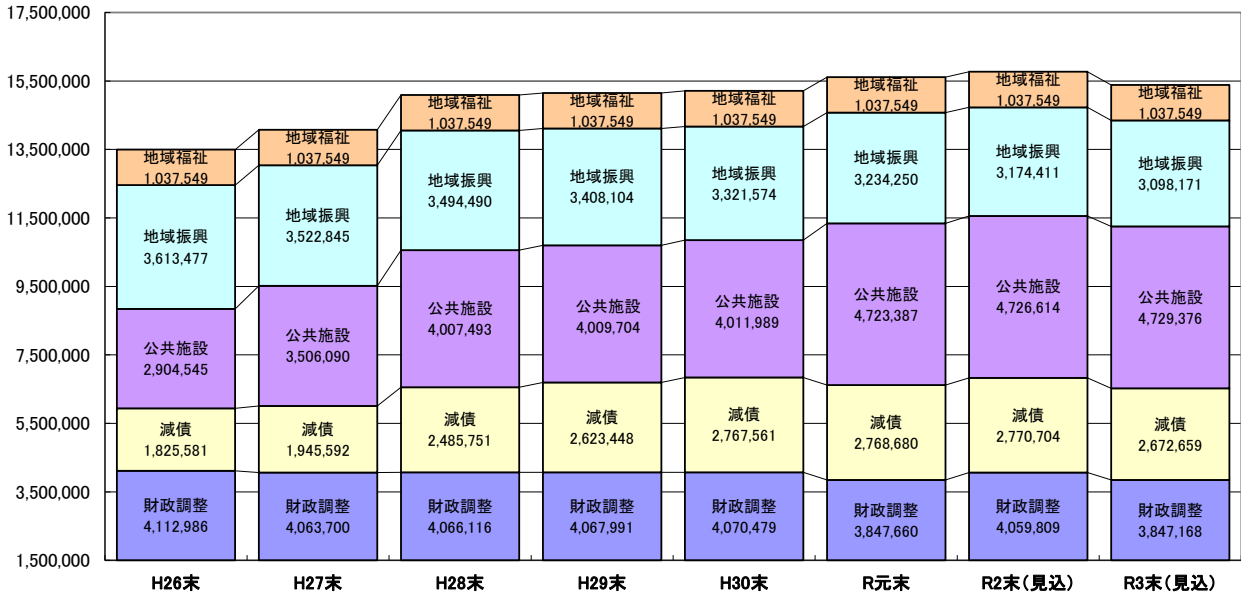 17,500,000
15,500,000
13,500,000
11,500,000
9,500,000
7,500,000
5,500,000
3,500,000
1,500,000
地域福祉
1,037,549
地域振興
3,613,477
公共施設
2,904,545
減債
1,825,581
財政調整
4,112,986
H26末
地域福祉
1,037,549
地域振興
3,522,845
公共施設
3,506,090
減債
1,945,592
財政調整
4,063,700
H27末
地域福祉
1,037,549
地域振興
3,494,490
公共施設
4,007,493
減債
2,485,751
財政調整
4,066,116
H28末
地域福祉
1,037,549
地域振興
3,408,104
公共施設
4,009,704
減債
2,623,448
財政調整
4,067,991
H29末
地域福祉
1,037,549
地域振興
3,321,574
公共施設
4,011,989
減債
2,767,561
財政調整
4,070,479
H30末
地域福祉
1,037,549
地域振興
3,234,250
公共施設
4,723,387
減債
2,768,680
財政調整
3,847,660
R元末
地域福祉
1,037,549
地域振興
3,174,411
公共施設
4,726,614
減債
2,770,704
財政調整
4,059,809
R2末(見込)
地域福祉
1,037,549
地域振興
3,098,171
公共施設
4,729,376
減債
2,672,659
財政調整
3,847,168
R3末(見込)